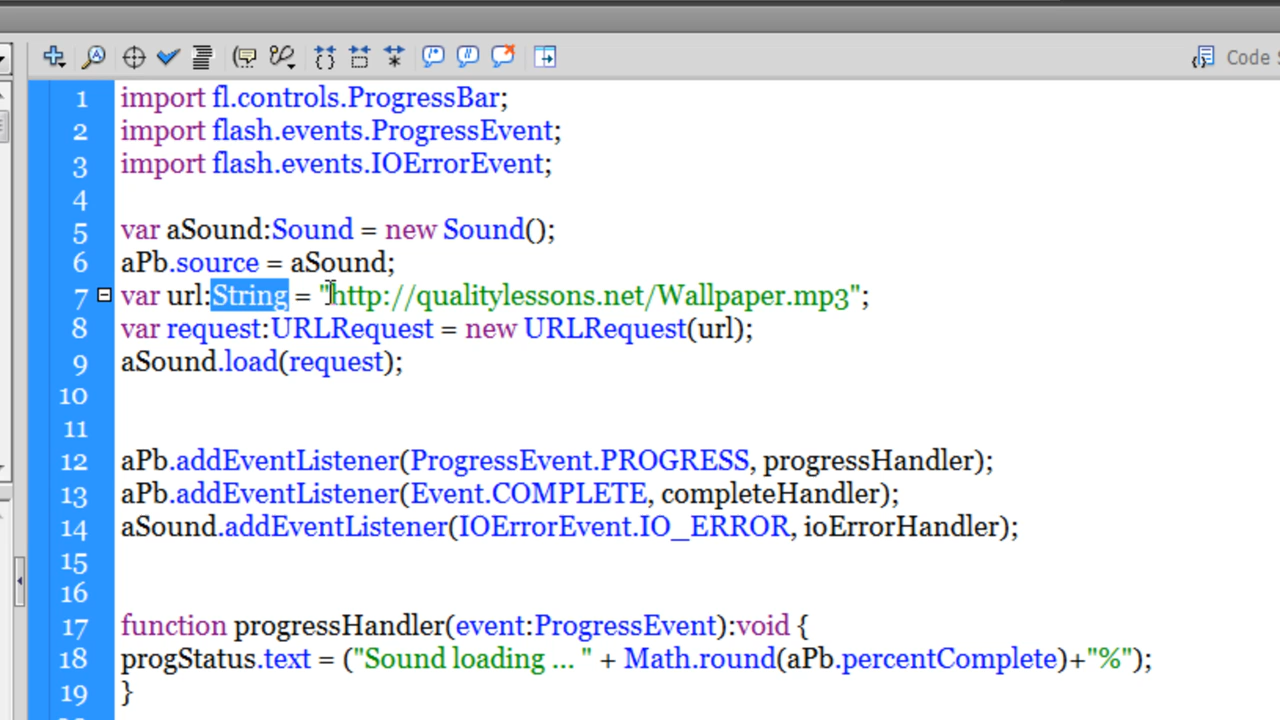 Code S
1 import fl.controls.ProgressBar;
2 import flash.events.ProgressEvent;
3 import flash.events.IOErrorEvent;
4
5 var aSound:Sound = new Sound();
6 aPb.source = aSound;
7 var url:String = "http://qualitylessons.net/Wallpaper.mp3";
8 var request:URLRequest = new URLRequest(url);
9 aSound.load(request);
10
11
12 aPb.addEventListener(ProgressEvent.PROGRESS, progressHandler);
13 aPb.addEventListener(Event.COMPLETE, completeHandler);
14 aSound.addEventListener(IOErrorEvent.IO_ERROR, ioErrorHandler);
15
16
17 function progressHandler(event:ProgressEvent):void {
18 progStatus.text = ("Sound loading ... " + Math.round(aPb.percentComplete)+"%");
19 }